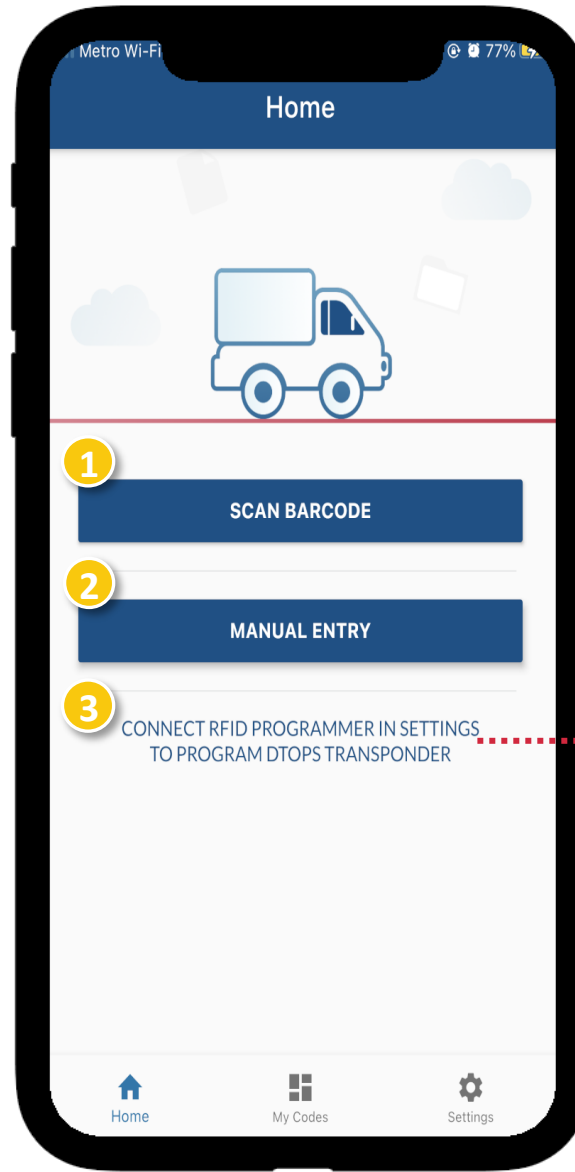 Metro Wi-Fi
77%
Home
1
SCAN BARCODE
2
MANUAL ENTRY
3
CONNECT RFID PROGRAMMER IN SETTINGS
TO PROGRAM DTOPS TRANSPONDER
Home
My Codes
Settings